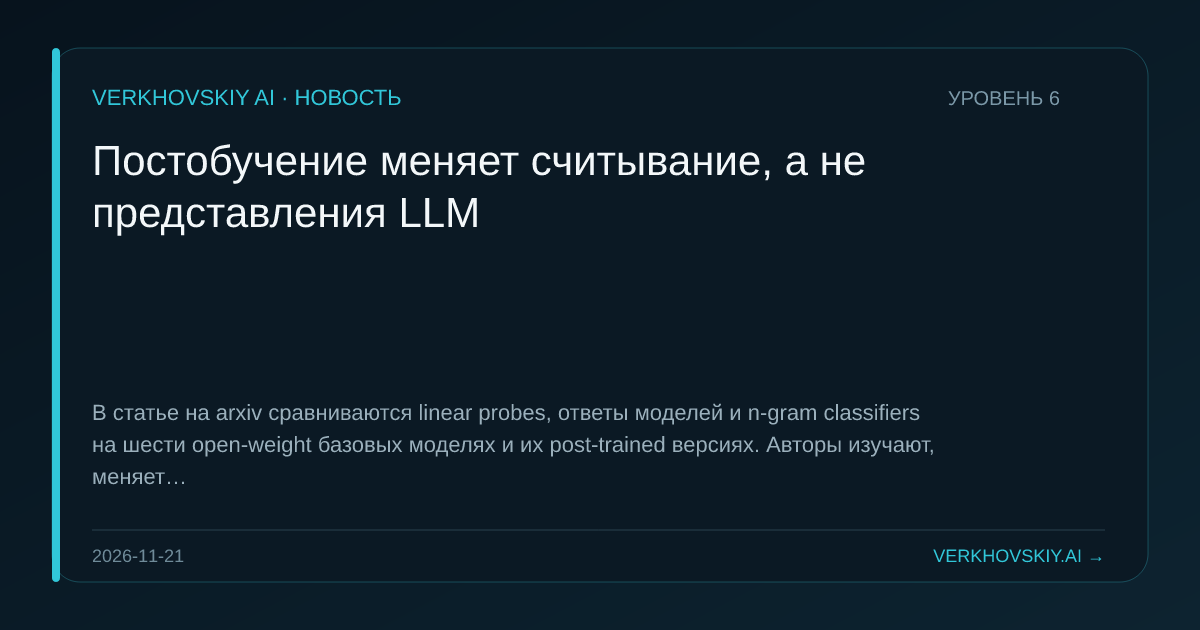 VERKHOVSKIY AI · НОВОСТЬ
УРОВЕНЬ 6
Постобучение меняет считывание, а не
представления LLM
В статье на arxiv сравниваются linear probes, ответы моделей и n-gram classifiers
на шести open-weight базовых моделях и их post-trained версиях. Авторы изучают,
меняет…
2026-11-21
VERKHOVSKIY.AI →